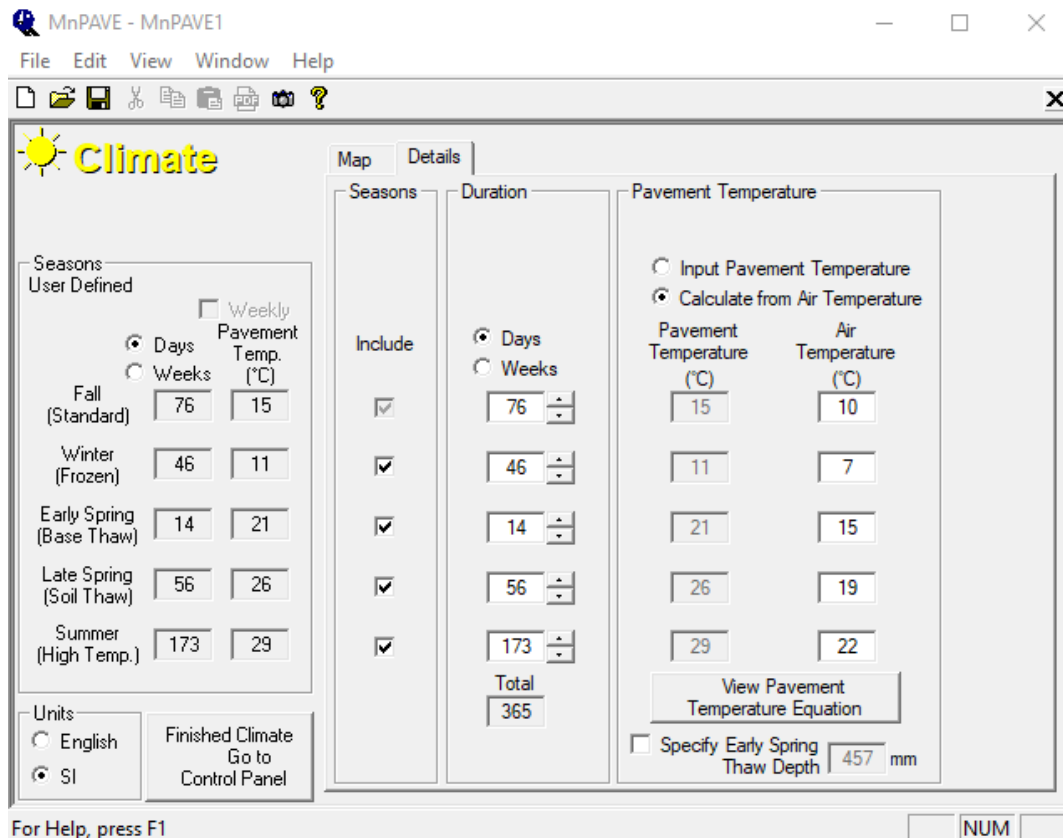 MnPAVE - MnPAVE1
File Edit View Window Help
Climate
Map Details
Seasons
User Defined
Weekly
Days
Weeks
Pavement
Temp.
(°C)
Fall
(Standard)
76 15
Winter
(Frozen)
46 11
Early Spring
(Base Thaw)
14 21
Late Spring
(Soil Thaw)
56 26
Summer
(High Temp.)
173 29
Units
English
SI
Finished Climate
Go to
Control Panel
Seasons
Include
Duration
Days
Weeks
76
46
14
56
173
Total
365
Pavement Temperature
Input Pavement Temperature
Calculate from Air Temperature
Pavement
Temperature
(°C)
Air
Temperature
(°C)
15 10
11 7
21 15
26 19
29 22
View Pavement
Temperature Equation
Specify Early Spring
Thaw Depth 457 mm
For Help, press F1
NUM